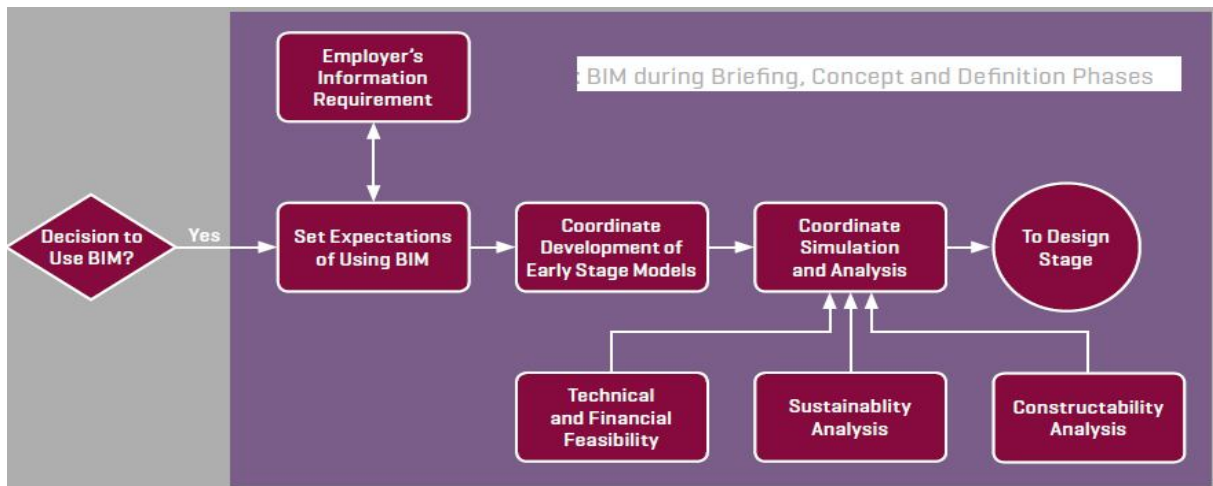 Employer's
Information
Requirement
: BIM during Briefing, Concept and Definition Phases
Decision to
Use BIM?
Yes
Set Expectations
of Using BIM
Coordinate
Development of
Early Stage Models
Coordinate
Simulation
and Analysis
To Design
Stage
Technical
and Financial
Feasibility
Sustainablity
Analysis
Constructability
Analysis